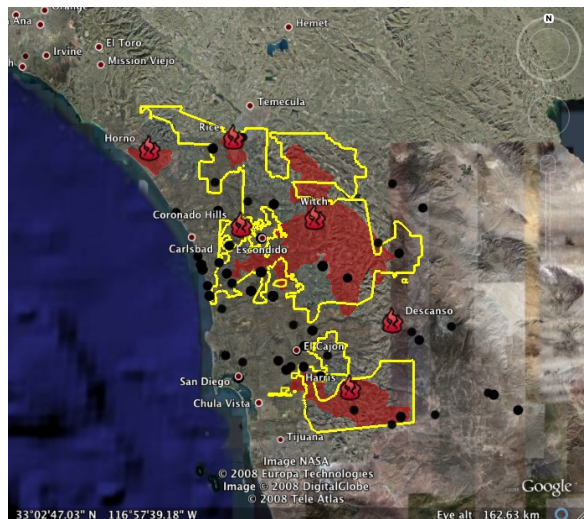 Orange
Hemet
N
Ana
Irvine
El Toro
Mission Viejo
Temecula
Rice
Horno
Witch
Coronado Hills
Carlsbad
Escondido
Descanso
El Cajon
San Diego
Harris
Chula Vista
Tijuana
Image NASA
© 2008 Europa Technologies
Image © 2008 DigitalGlobe
© 2008 Tele Atlas
Google™
33°02'47.03" N 116°57'39.18" W
Eye alt 162.63 km